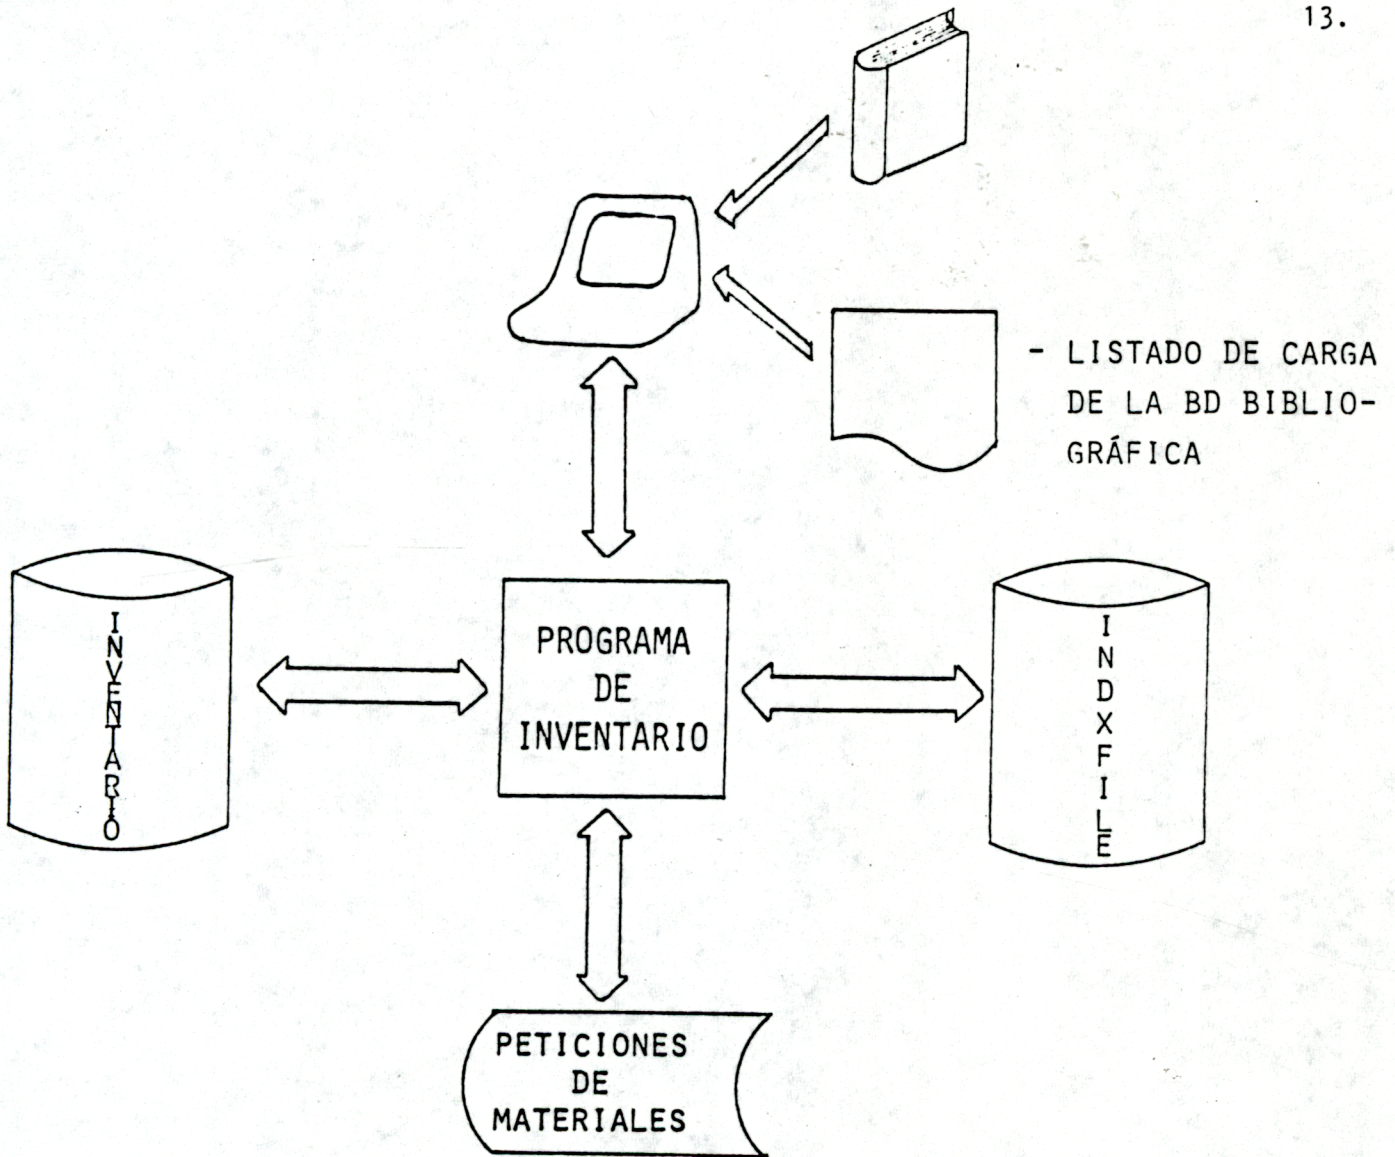 13.
- LISTADO DE CARGA
DE LA BD BIBLIO-
GRÁFICA
INVENTARIO
PROGRAMA
DE
INVENTARIO
INDXFILE
PETICIONES
DE
MATERIALES